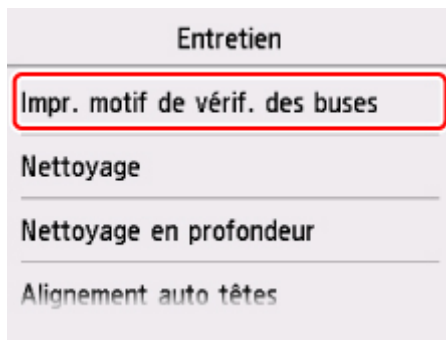 Entretien
Impr. motif de vérif. des buses
Nettoyage
Nettoyage en profondeur
Alignement auto têtes